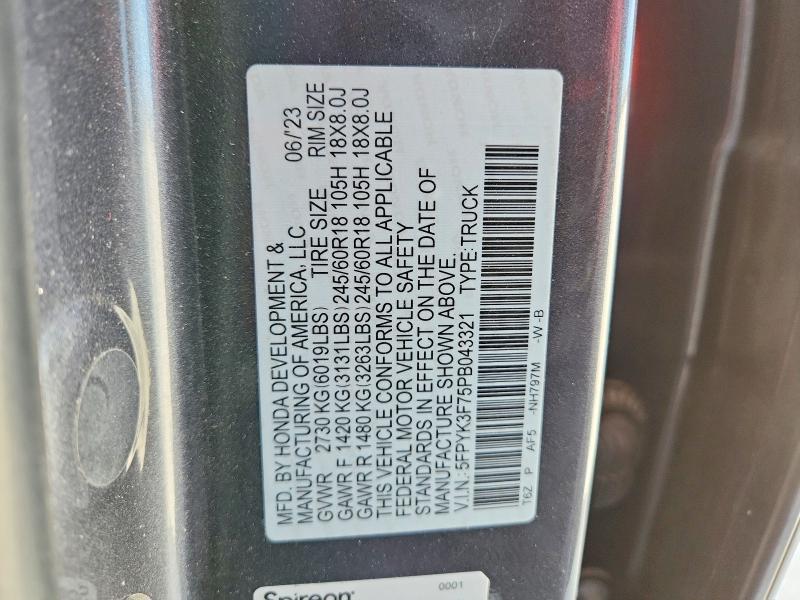 MFD. BY HONDA DEVELOPMENT &
MANUFACTURING OF AMERICA, LLC 06/'23
GVWR 2730 KG(6019LBS) TIRE SIZE RIM SIZE
GAWR F 1420 KG(3131LBS) 245/60R18 105H 18X8.0J
GAWR R 1480 KG(3263LBS) 245/60R18 105H 18X8.0J
THIS VEHICLE CONFORMS TO ALL APPLICABLE
FEDERAL MOTOR VEHICLE SAFETY
STANDARDS IN EFFECT ON THE DATE OF
MANUFACTURE SHOWN ABOVE.
V.I.N.:5FPYK3F75PB043321 TYPE:TRUCK
T6Z P AF5 -NH797M -W -B
Spireon
0001